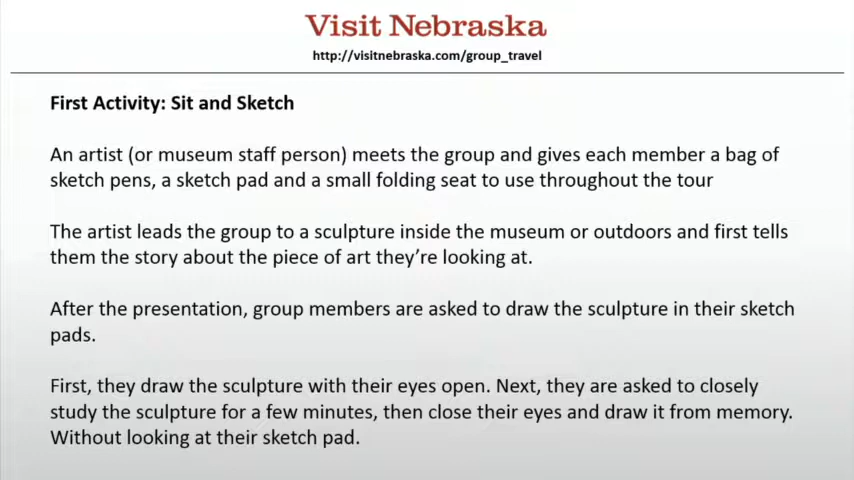 Visit Nebraska
http://visitnebraska.com/group_travel
First Activity: Sit and Sketch
An artist (or museum staff person) meets the group and gives each member a bag of
sketch pens, a sketch pad and a small folding seat to use throughout the tour
The artist leads the group to a sculpture inside the museum or outdoors and first tells
them the story about the piece of art they’re looking at.
After the presentation, group members are asked to draw the sculpture in their sketch
pads.
First, they draw the sculpture with their eyes open. Next, they are asked to closely
study the sculpture for a few minutes, then close their eyes and draw it from memory.
Without looking at their sketch pad.